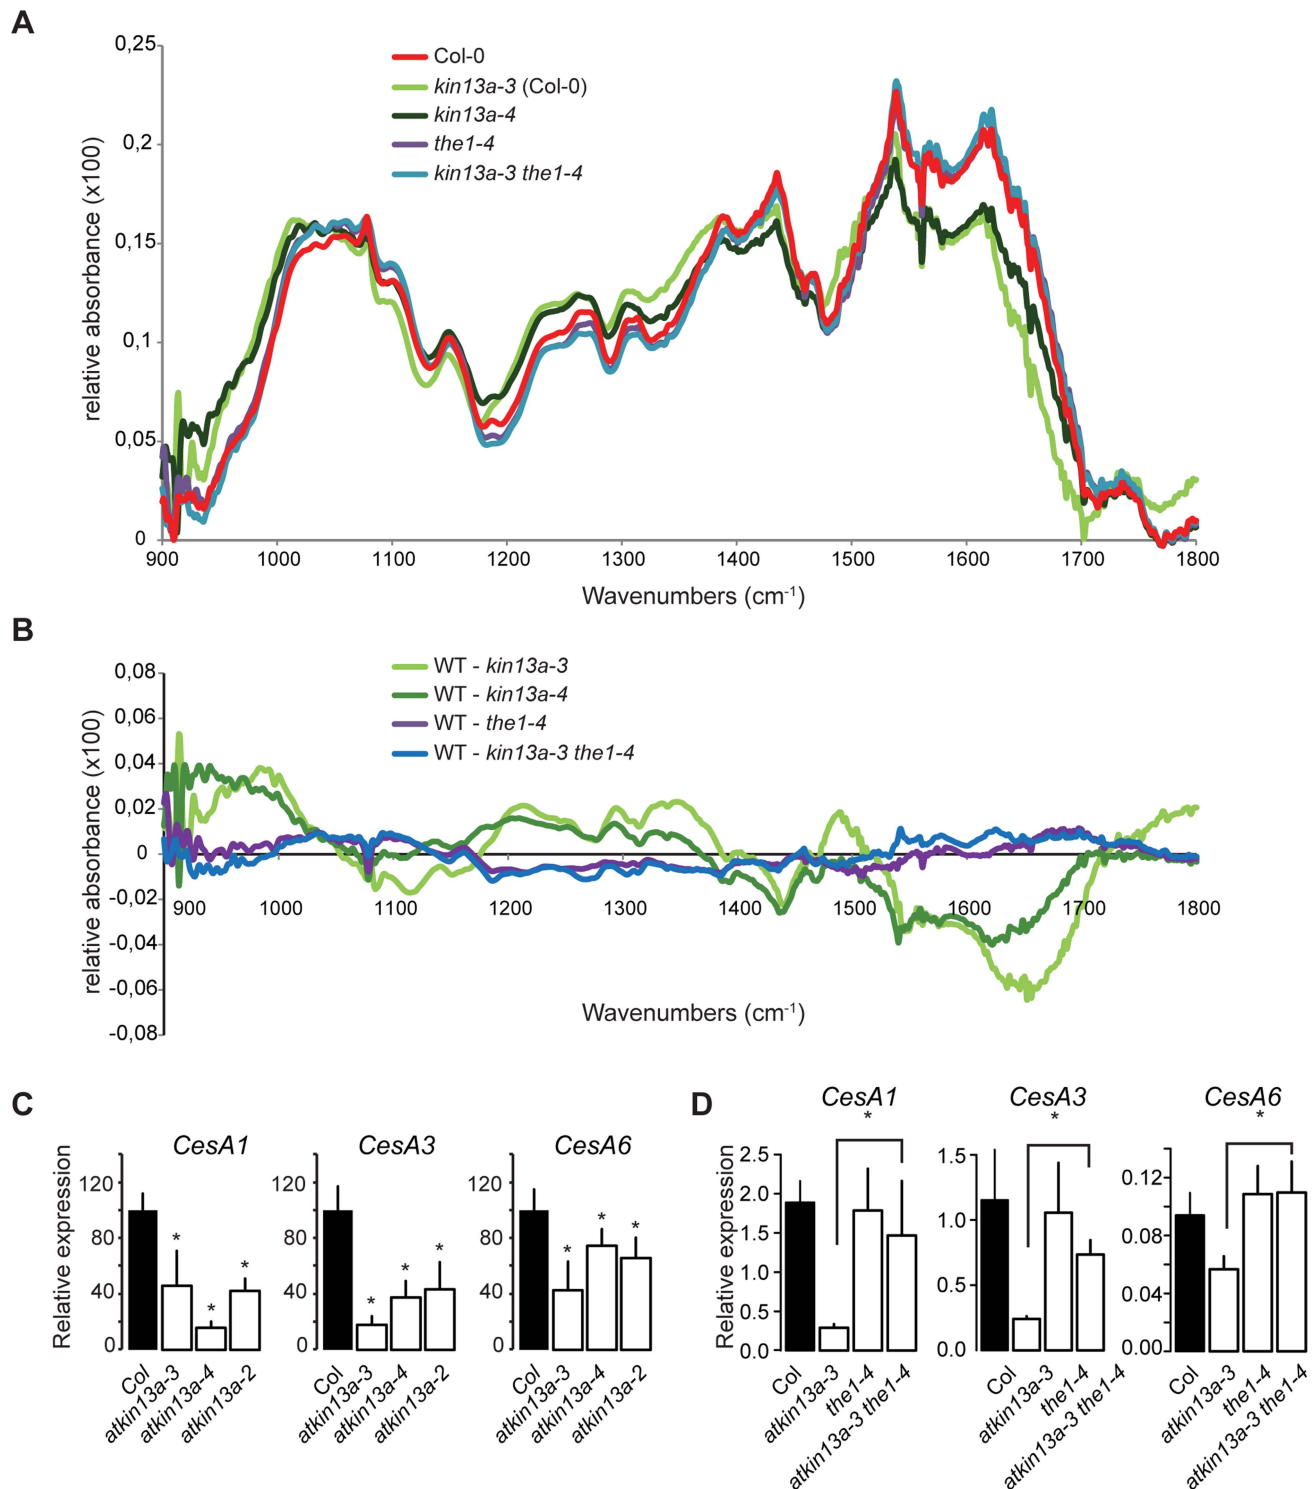 A
0,25
0,2
0,15
0,1
0,05
0
relative absorbance (x100)
Col-0
kin13a-3 (Col-0)
kin13a-4
the1-4
kin13a-3 the1-4
900 1000 1100 1200 1300 1400 1500 1600 1700 1800
Wavenumbers (cm-1)
B
0,08
0,06
0,04
0,02
0
-0,02
-0,04
-0,06
-0,08
relative absorbance (x100)
WT - kin13a-3
WT - kin13a-4
WT - the1-4
WT - kin13a-3 the1-4
900 1000 1100 1200 1300 1400 1500 1600 1700 1800
Wavenumbers (cm-1)
C
Relative expression
CesA1
120
80
40
0
* * *
Col
atkin13a-3
atkin13a-4
atkin13a-2
CesA3
120
80
40
0
* * *
Col
atkin13a-3
atkin13a-4
atkin13a-2
CesA6
120
80
40
0
* * *
Col
atkin13a-3
atkin13a-4
atkin13a-2
D
Relative expression
CesA1
*
2.5
2.0
1.5
1.0
0.5
0.0
Col
atkin13a-3
the1-4
atkin13a-3 the1-4
CesA3
*
1.5
1.0
0.5
0.0
Col
atkin13a-3
the1-4
atkin13a-3 the1-4
CesA6
*
0.12
0.08
0.04
0.00
Col
atkin13a-3
the1-4
atkin13a-3 the1-4